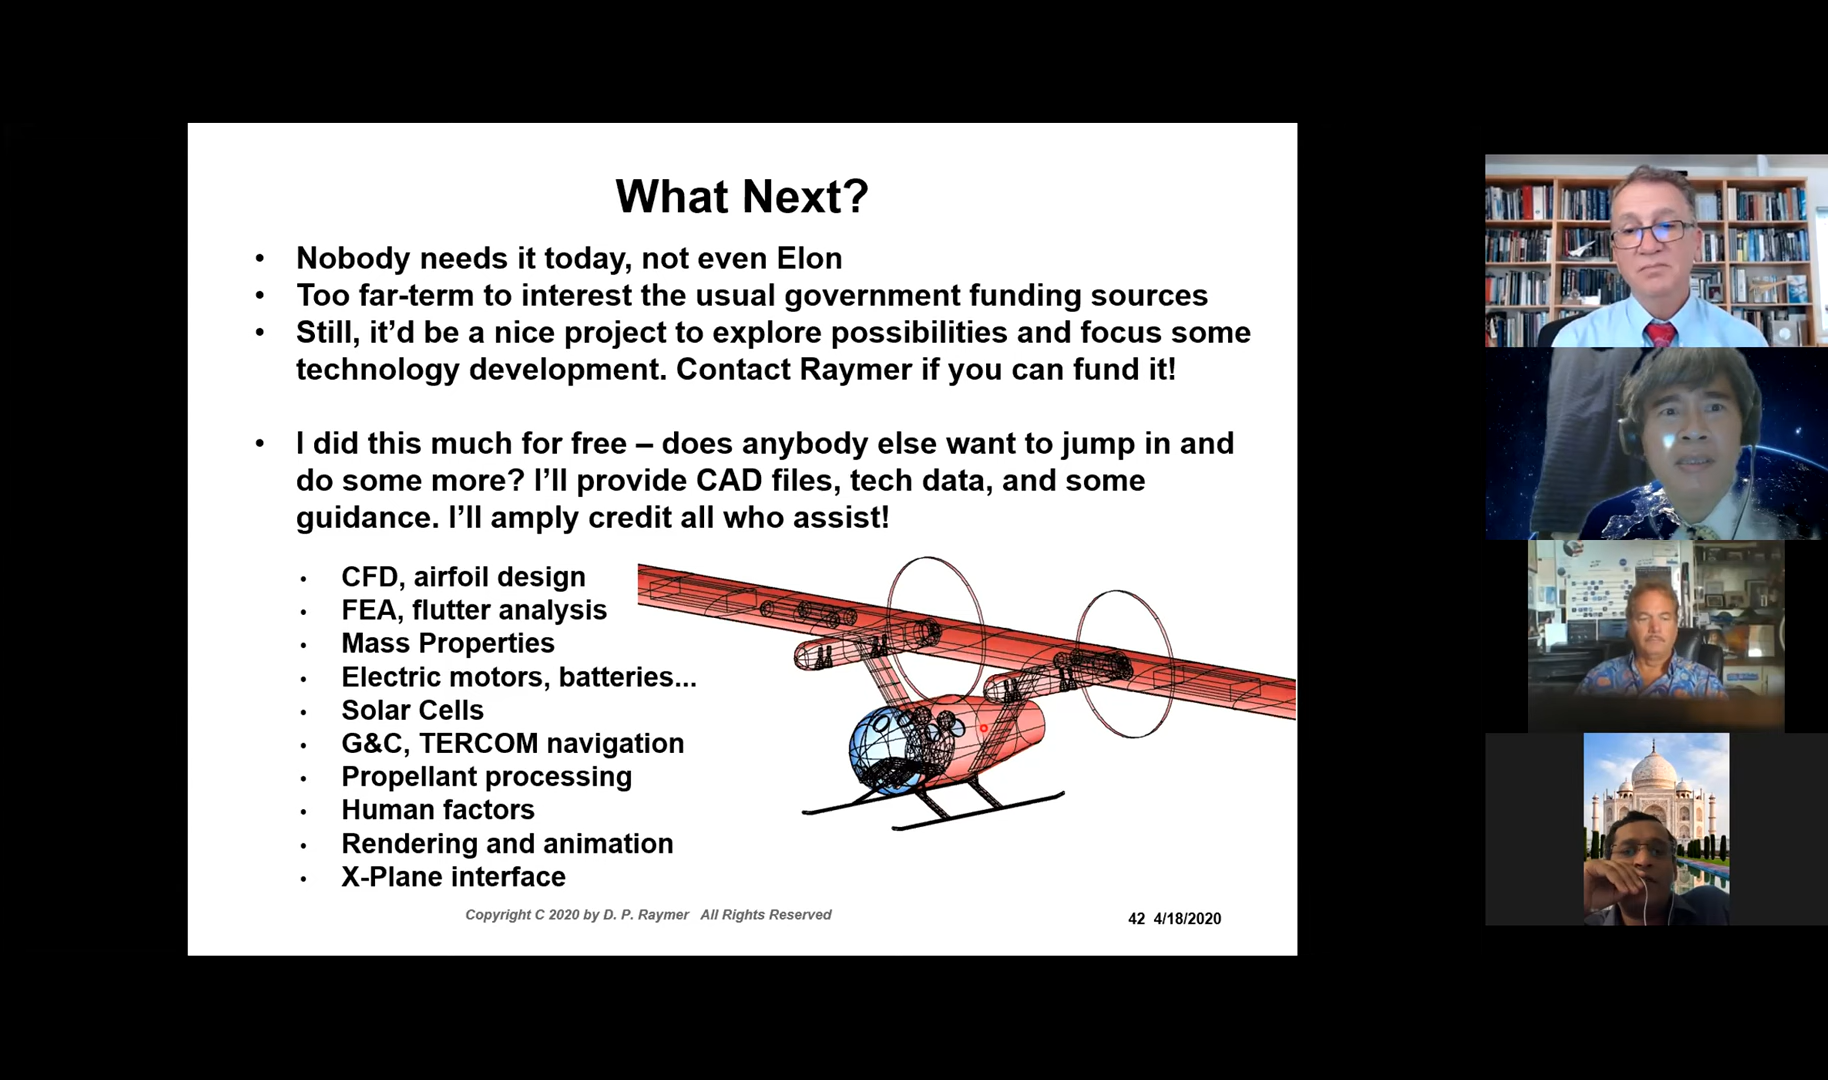 What Next?
• Nobody needs it today, not even Elon
• Too far-term to interest the usual government funding sources
• Still, it’d be a nice project to explore possibilities and focus some
technology development. Contact Raymer if you can fund it!
• I did this much for free – does anybody else want to jump in and
do some more? I’ll provide CAD files, tech data, and some
guidance. I’ll amply credit all who assist!
• CFD, airfoil design
• FEA, flutter analysis
• Mass Properties
• Electric motors, batteries...
• Solar Cells
• G&C, TERCOM navigation
• Propellant processing
• Human factors
• Rendering and animation
• X-Plane interface
Copyright C 2020 by D. P. Raymer All Rights Reserved
42 4/18/2020